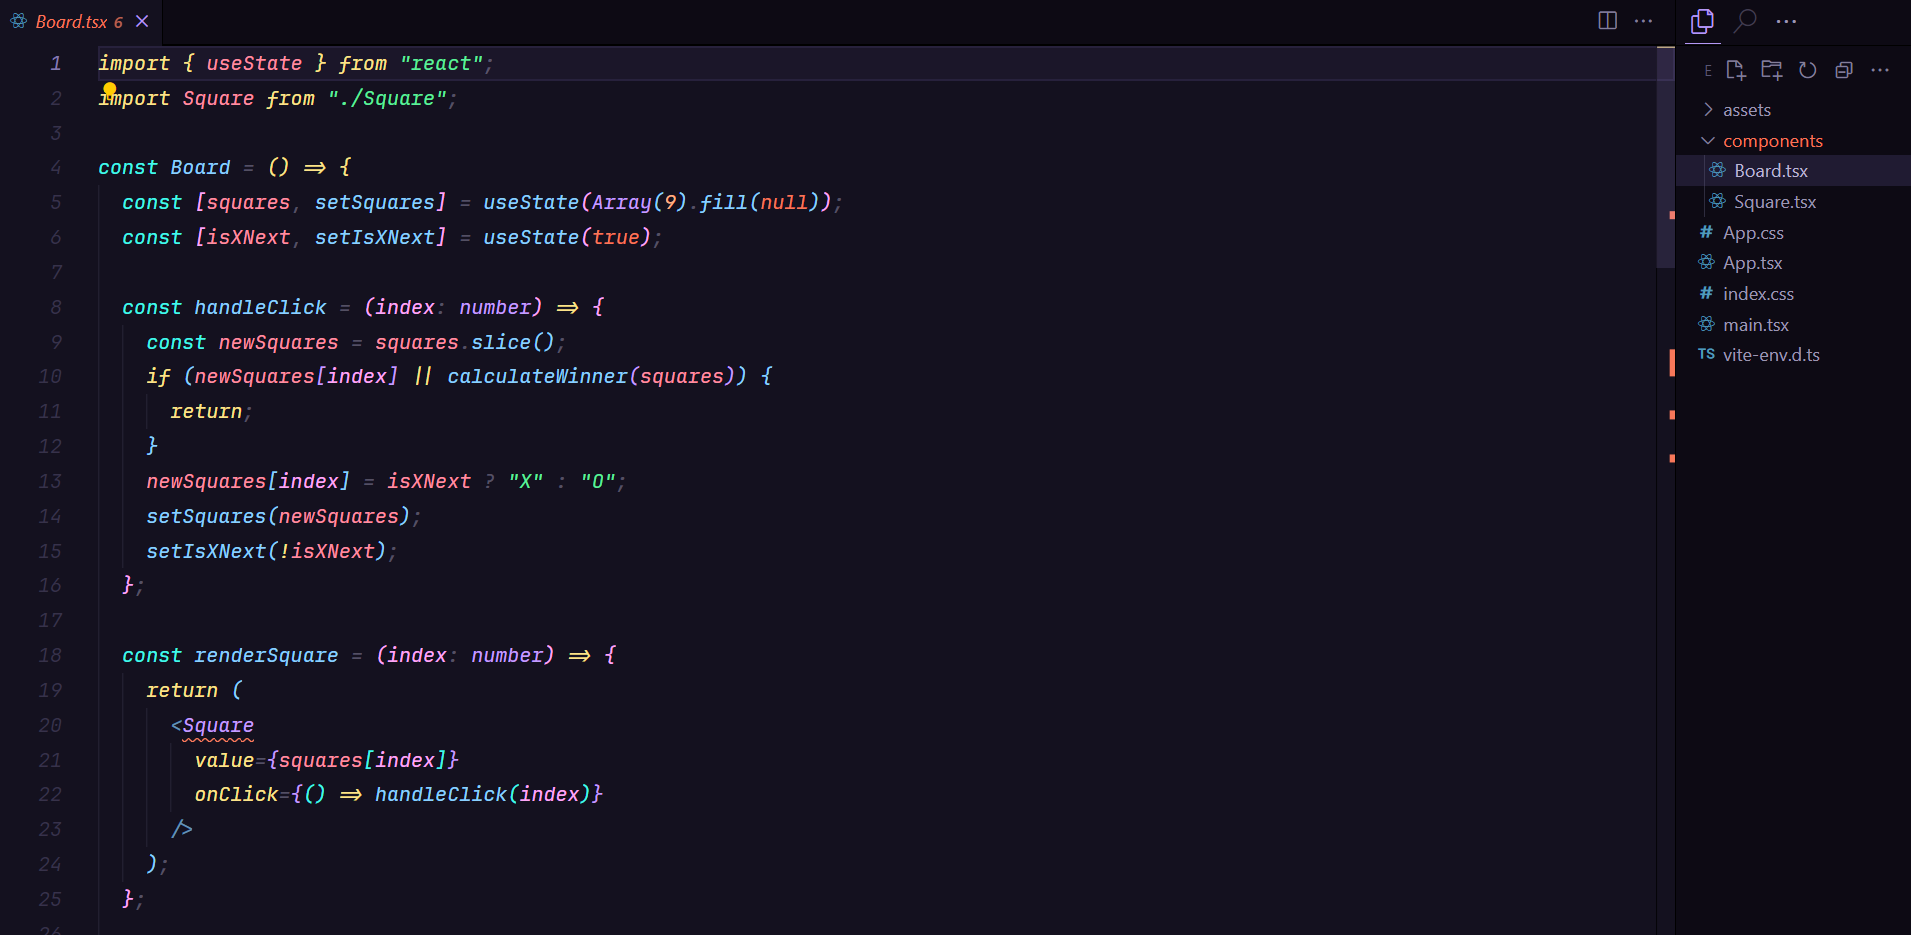 Board.tsx 6
1 import { useState } from "react";
2 import Square from "./Square";
3
4 const Board = () => {
5 const [squares, setSquares] = useState(Array(9).fill(null));
6 const [isXNext, setIsXNext] = useState(true);
7
8 const handleClick = (index: number) => {
9 const newSquares = squares.slice();
10 if (newSquares[index] || calculateWinner(squares)) {
11 return;
12 }
13 newSquares[index] = isXNext ? "X" : "O";
14 setSquares(newSquares);
15 setIsXNext(!isXNext);
16 };
17
18 const renderSquare = (index: number) => {
19 return (
20 <Square
21 value={squares[index]}
22 onClick={() => handleClick(index)}
23 />
24 );
25 };
26
E
assets
components
Board.tsx
Square.tsx
# App.css
App.tsx
# index.css
main.tsx
TS vite-env.d.ts